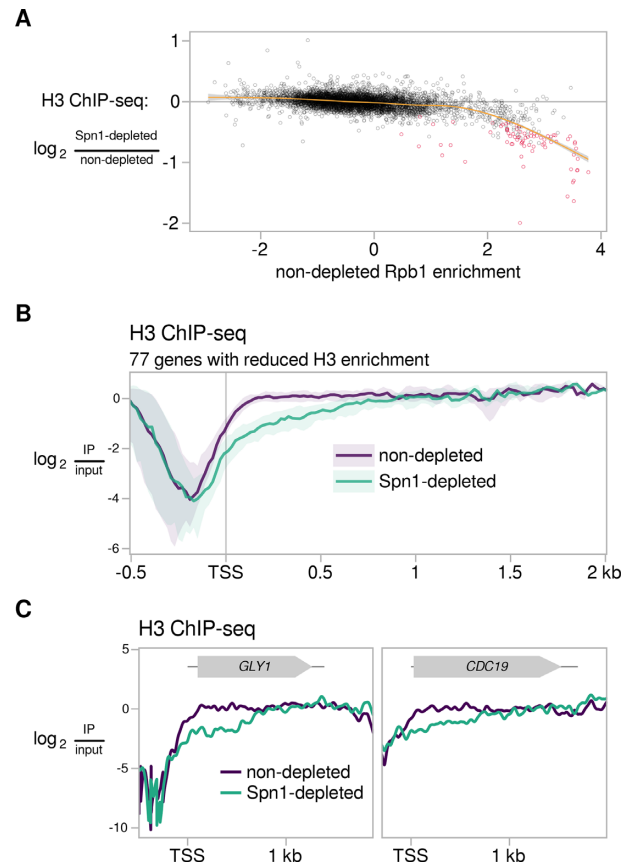 A
H3 ChIP-seq:
log2 Spn1-depleted
non-depleted
1
0
-1
-2
-2 0 2 4
non-depleted Rpb1 enrichment
B
H3 ChIP-seq
77 genes with reduced H3 enrichment
log2 IP
input
0
-2
-4
-6
non-depleted
Spn1-depleted
-0.5 TSS 0.5 1 1.5 2 kb
C
H3 ChIP-seq
log2 IP
input
5
0
-5
-10
GLY1 CDC19
non-depleted
Spn1-depleted
TSS 1 kb TSS 1 kb